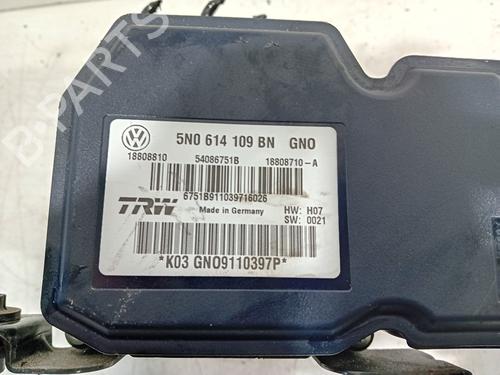 B-PARTS
5N0 614 109 BN GNO
18808810 54086751B 18808710-A
6751B911039716026
TRW Made in Germany HW: H07
SW: 0021
*K03 GNO9110397P*